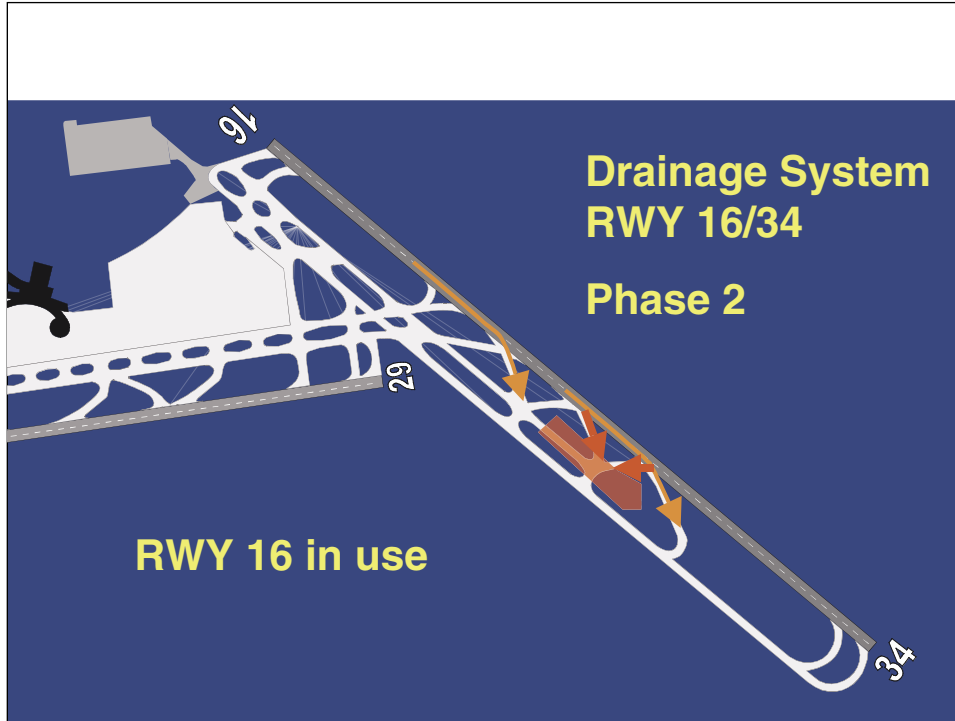 16
Drainage System
RWY 16/34
Phase 2
29
RWY 16 in use
34